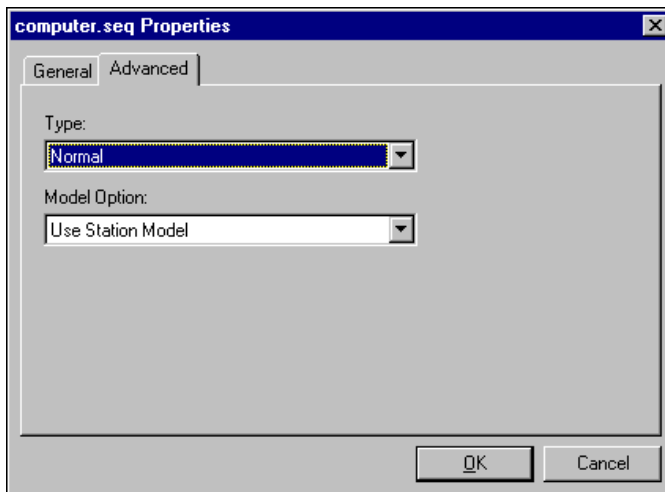 computer.seq Properties
General Advanced
Type:
Normal
Model Option:
Use Station Model
OK Cancel